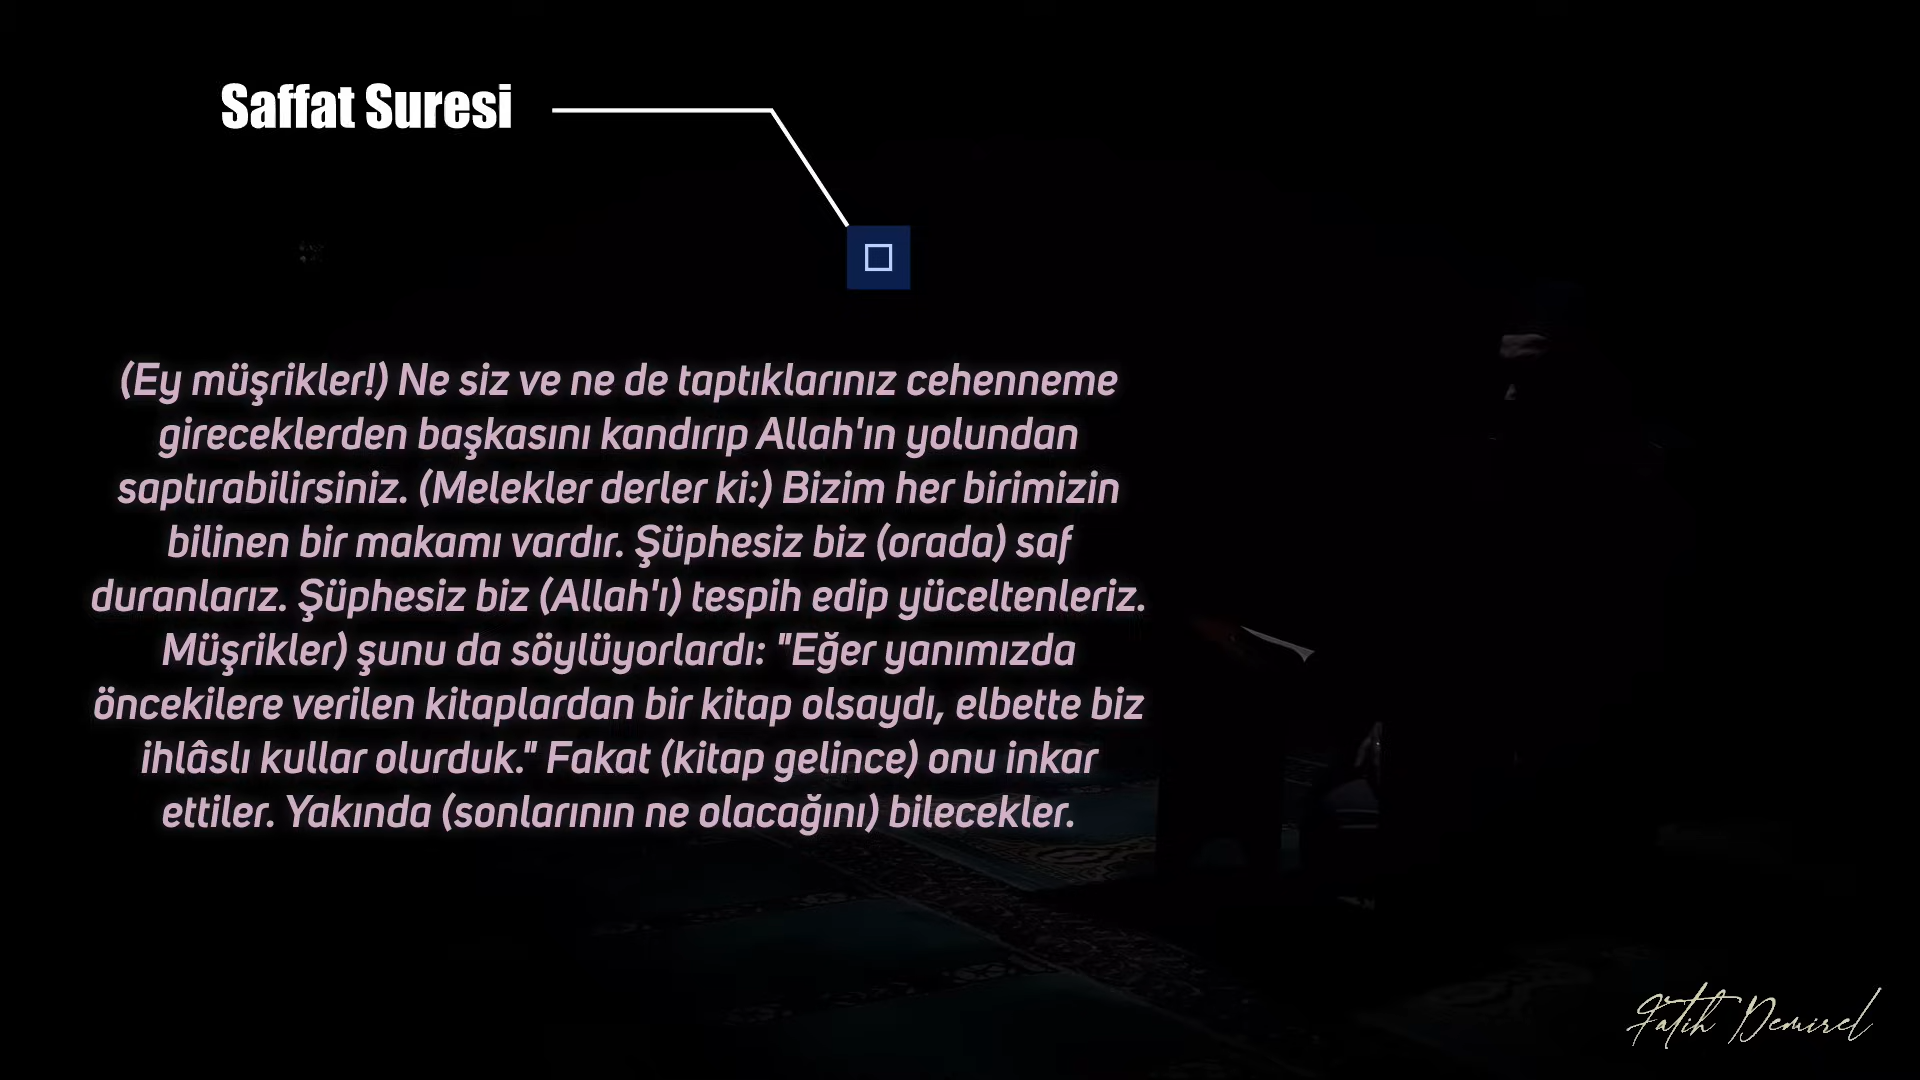 Saffat Suresi
(Ey müşrikler!) Ne siz ve ne de taptıklarınız cehenneme
gireceklerden başkasını kandırıp Allah'ın yolundan
saptırabilirsiniz. (Melekler derler ki:) Bizim her birimizin
bilinen bir makamı vardır. Şüphesiz biz (orada) saf
duranlarız. Şüphesiz biz (Allah'ı) tespih edip yüceltenleriz.
Müşrikler) şunu da söylüyorlardı: "Eğer yanımızda
öncekilere verilen kitaplardan bir kitap olsaydı, elbette biz
ihlâslı kullar olurduk." Fakat (kitap gelince) onu inkar
ettiler. Yakında (sonlarının ne olacağını) bilecekler.
Fatih Demirel